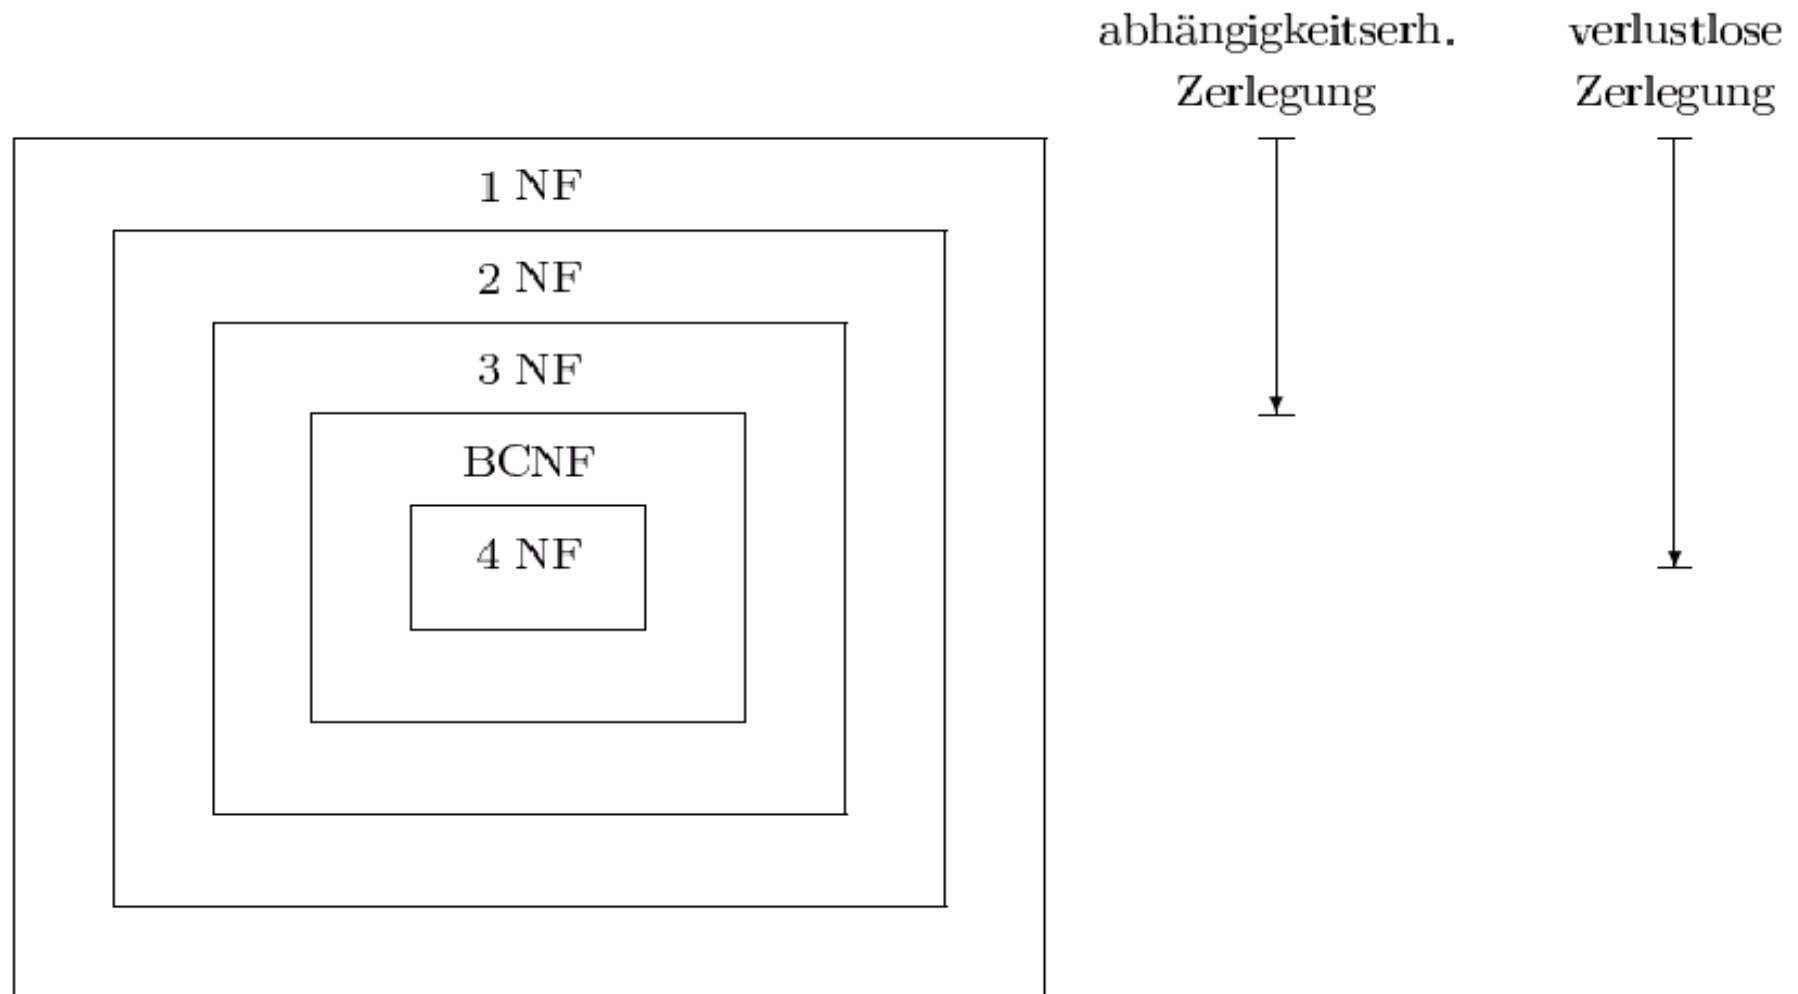 abhängigkeitserh.
Zerlegung
verlustlose
Zerlegung
1 NF
2 NF
3 NF
BCNF
4 NF